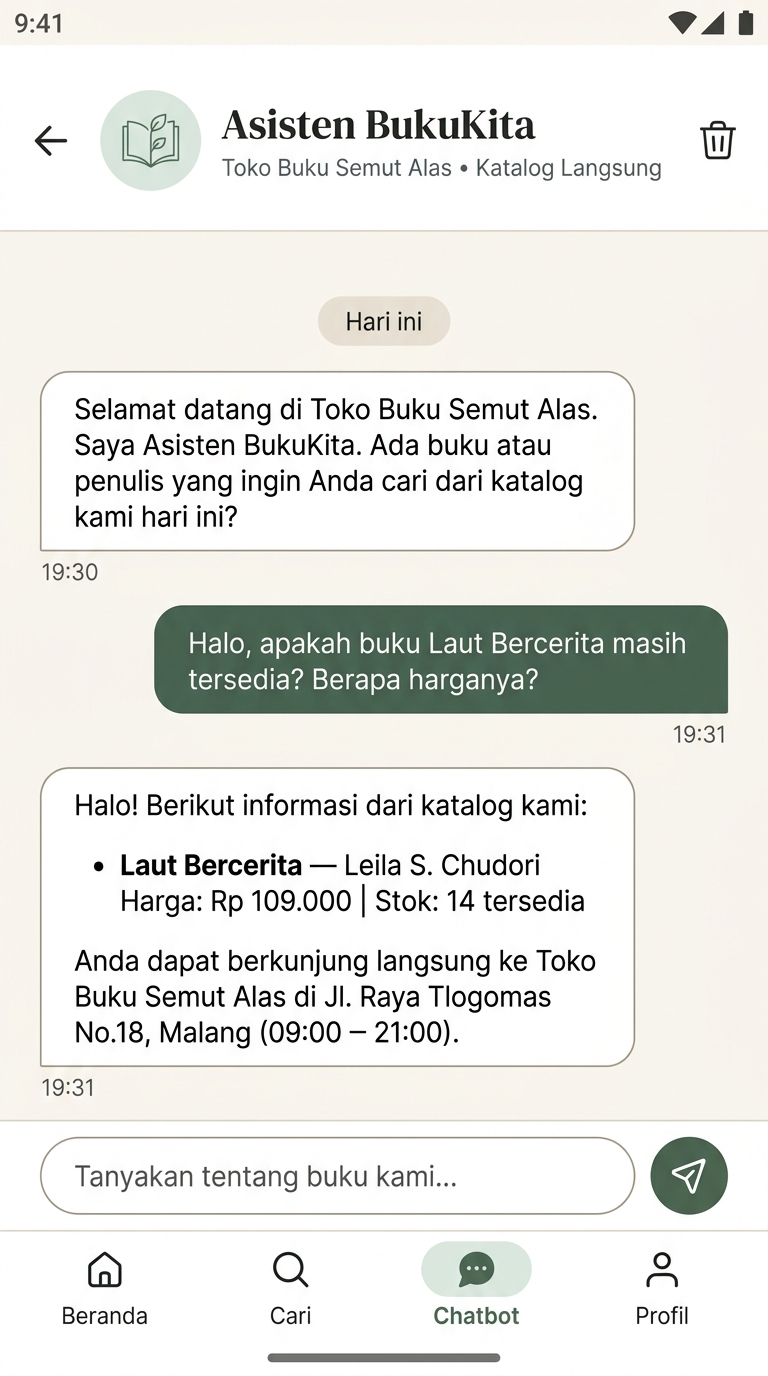 9:41
Asisten BukuKita
Toko Buku Semut Alas • Katalog Langsung
Hari ini
Selamat datang di Toko Buku Semut Alas.
Saya Asisten BukuKita. Ada buku atau
penulis yang ingin Anda cari dari katalog
kami hari ini?
19:30
Halo, apakah buku Laut Bercerita masih
tersedia? Berapa harganya?
19:31
Halo! Berikut informasi dari katalog kami:
• Laut Bercerita — Leila S. Chudori
Harga: Rp 109.000 | Stok: 14 tersedia
Anda dapat berkunjung langsung ke Toko
Buku Semut Alas di Jl. Raya Tlogomas
No.18, Malang (09:00 – 21:00).
19:31
Tanyakan tentang buku kami...
Beranda
Cari
Chatbot
Profil